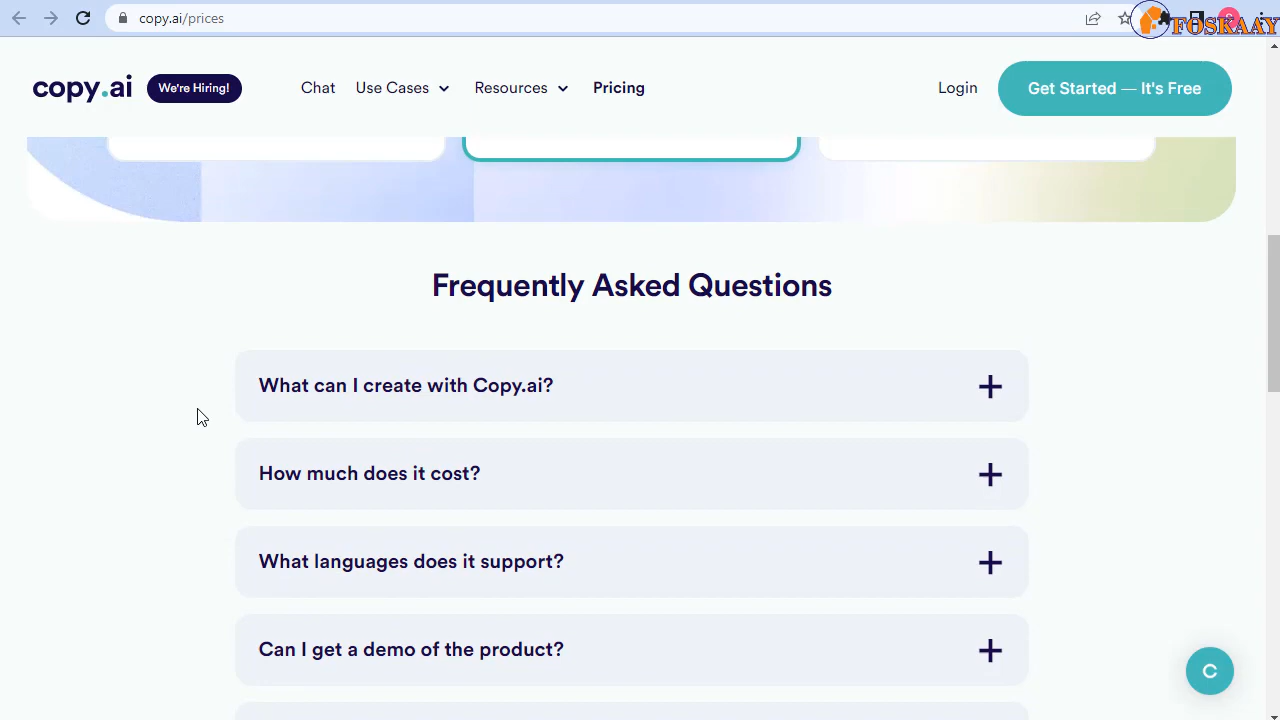 copy.ai/prices
FOSKAAY
copy.ai
We're Hiring!
Chat
Use Cases
Resources
Pricing
Login
Get Started — It's Free
Frequently Asked Questions
What can I create with Copy.ai?
How much does it cost?
What languages does it support?
Can I get a demo of the product?
C